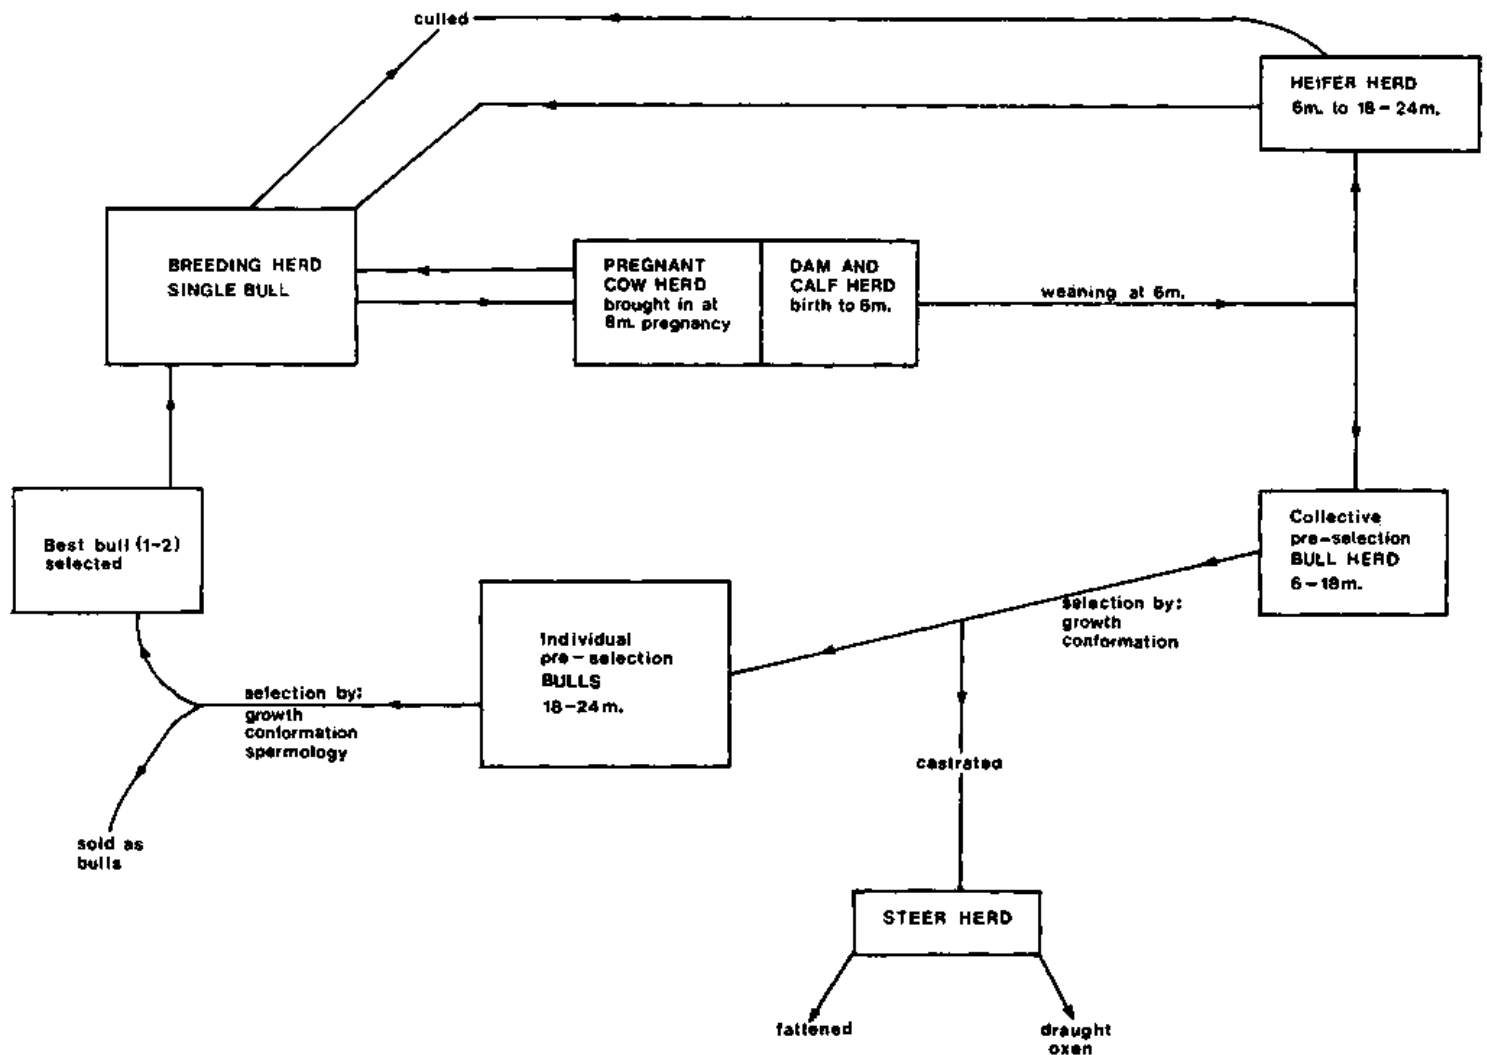 culled
HEIFER HERD
6m. to 18-24m.
BREEDING HERD
SINGLE BULL
PREGNANT
COW HERD
brought in at
8m. pregnancy
DAM AND
CALF HERD
birth to 6m.
weaning at 6m.
Best bull (1-2)
selected
Collective
pre-selection
BULL HERD
6-18m.
selection by:
growth
conformation
Individual
pre-selection
BULLS
18-24m.
selection by:
growth
conformation
spermology
sold as
bulls
castrated
STEER HERD
fattened
draught
oxen